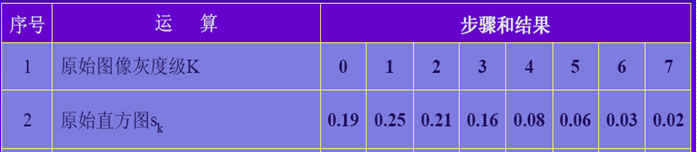 序号 运 算 步骤和结果
1 原始图像灰度级K 0 1 2 3 4 5 6 7
2 原始直方图sk 0.19 0.25 0.21 0.16 0.08 0.06 0.03 0.02